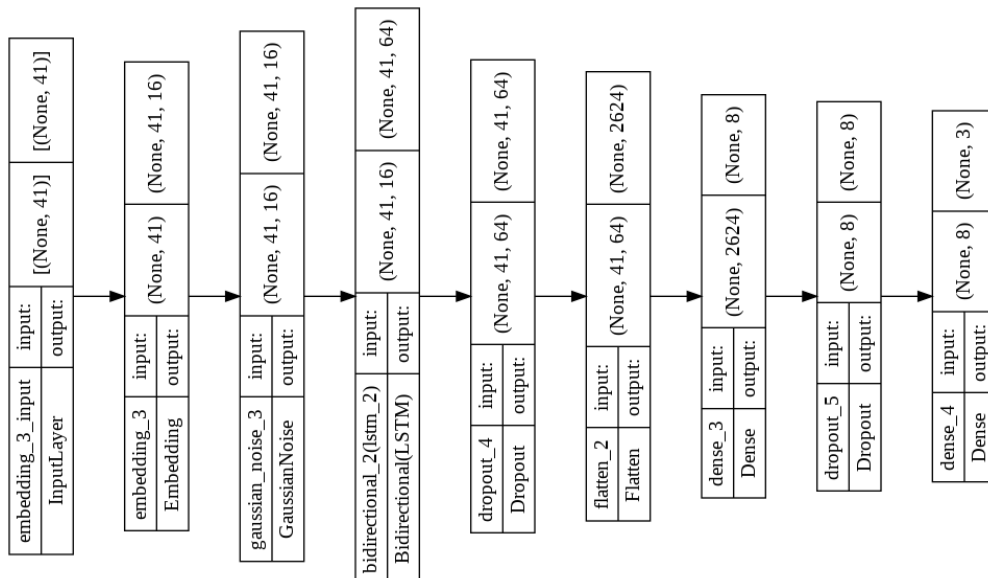 embedding_3_input
InputLayer
input:
output:
[(None, 41)]
[(None, 41)]
embedding_3
Embedding
input:
output:
(None, 41)
(None, 41, 16)
gaussian_noise_3
GaussianNoise
input:
output:
(None, 41, 16)
(None, 41, 16)
bidirectional_2(lstm_2)
Bidirectional(LSTM)
input:
output:
(None, 41, 16)
(None, 41, 64)
dropout_4
Dropout
input:
output:
(None, 41, 64)
(None, 41, 64)
flatten_2
Flatten
input:
output:
(None, 41, 64)
(None, 2624)
dense_3
Dense
input:
output:
(None, 2624)
(None, 8)
dropout_5
Dropout
input:
output:
(None, 8)
(None, 8)
dense_4
Dense
input:
output:
(None, 8)
(None, 3)